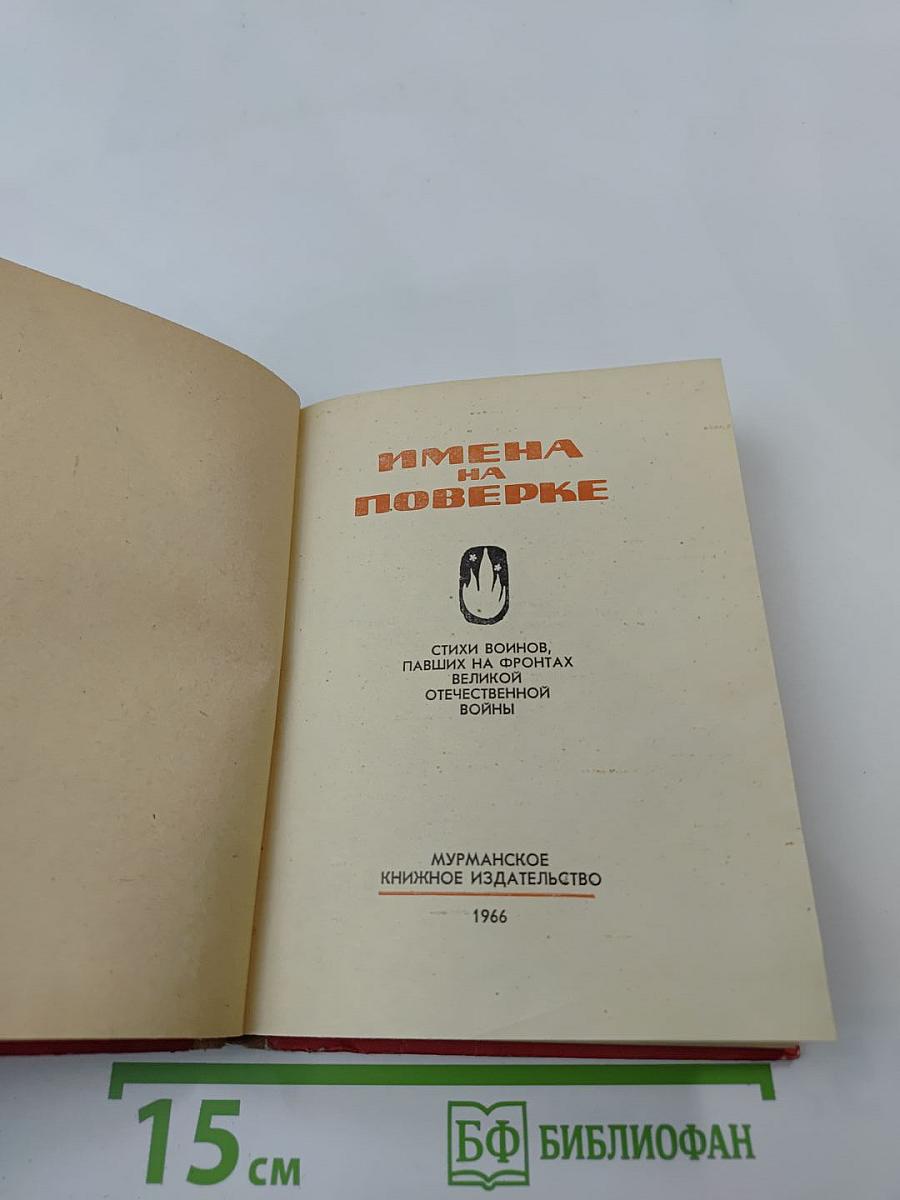 ИМЕНА
НА
ПОВЕРКЕ
СТИХИ ВОИНОВ,
ПАВШИХ НА ФРОНТАХ
ВЕЛИКОЙ
ОТЕЧЕСТВЕННОЙ
ВОЙНЫ
МУРМАНСКОЕ
КНИЖНОЕ ИЗДАТЕЛЬСТВО
1966
15 СМ
БФ БИБЛИОФАН